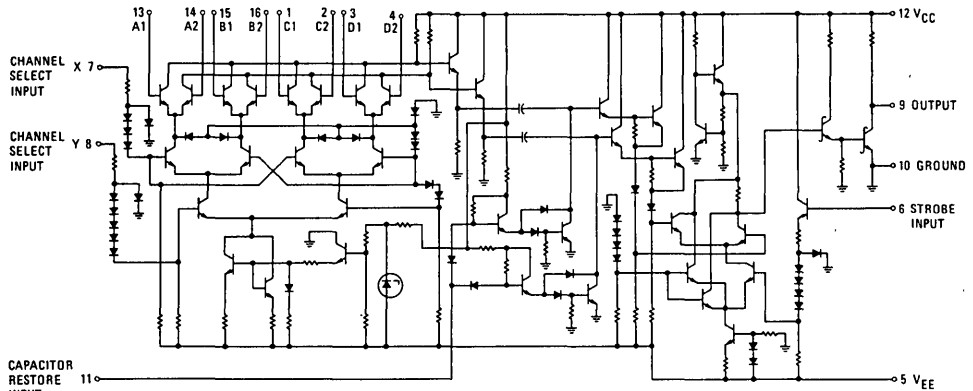 13 14 15 16 1 2 3 4
A1 A2 B1 B2 C1 C2 D1 D2
12 VCC
CHANNEL
SELECT
INPUT
X 7
CHANNEL
SELECT
INPUT
Y 8
9 OUTPUT
10 GROUND
6 STROBE
INPUT
CAPACITOR
RESTORE
INPUT
11
5 VEE